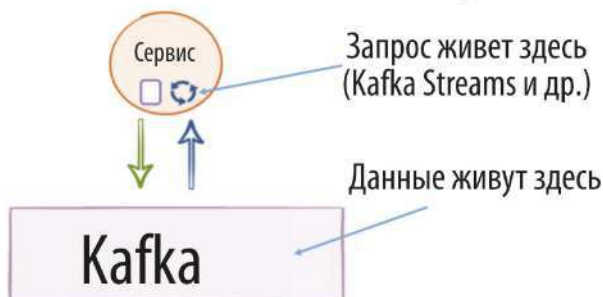 Сервис
Запрос живет здесь
(Kafka Streams и др.)
Данные живут здесь
Kafka